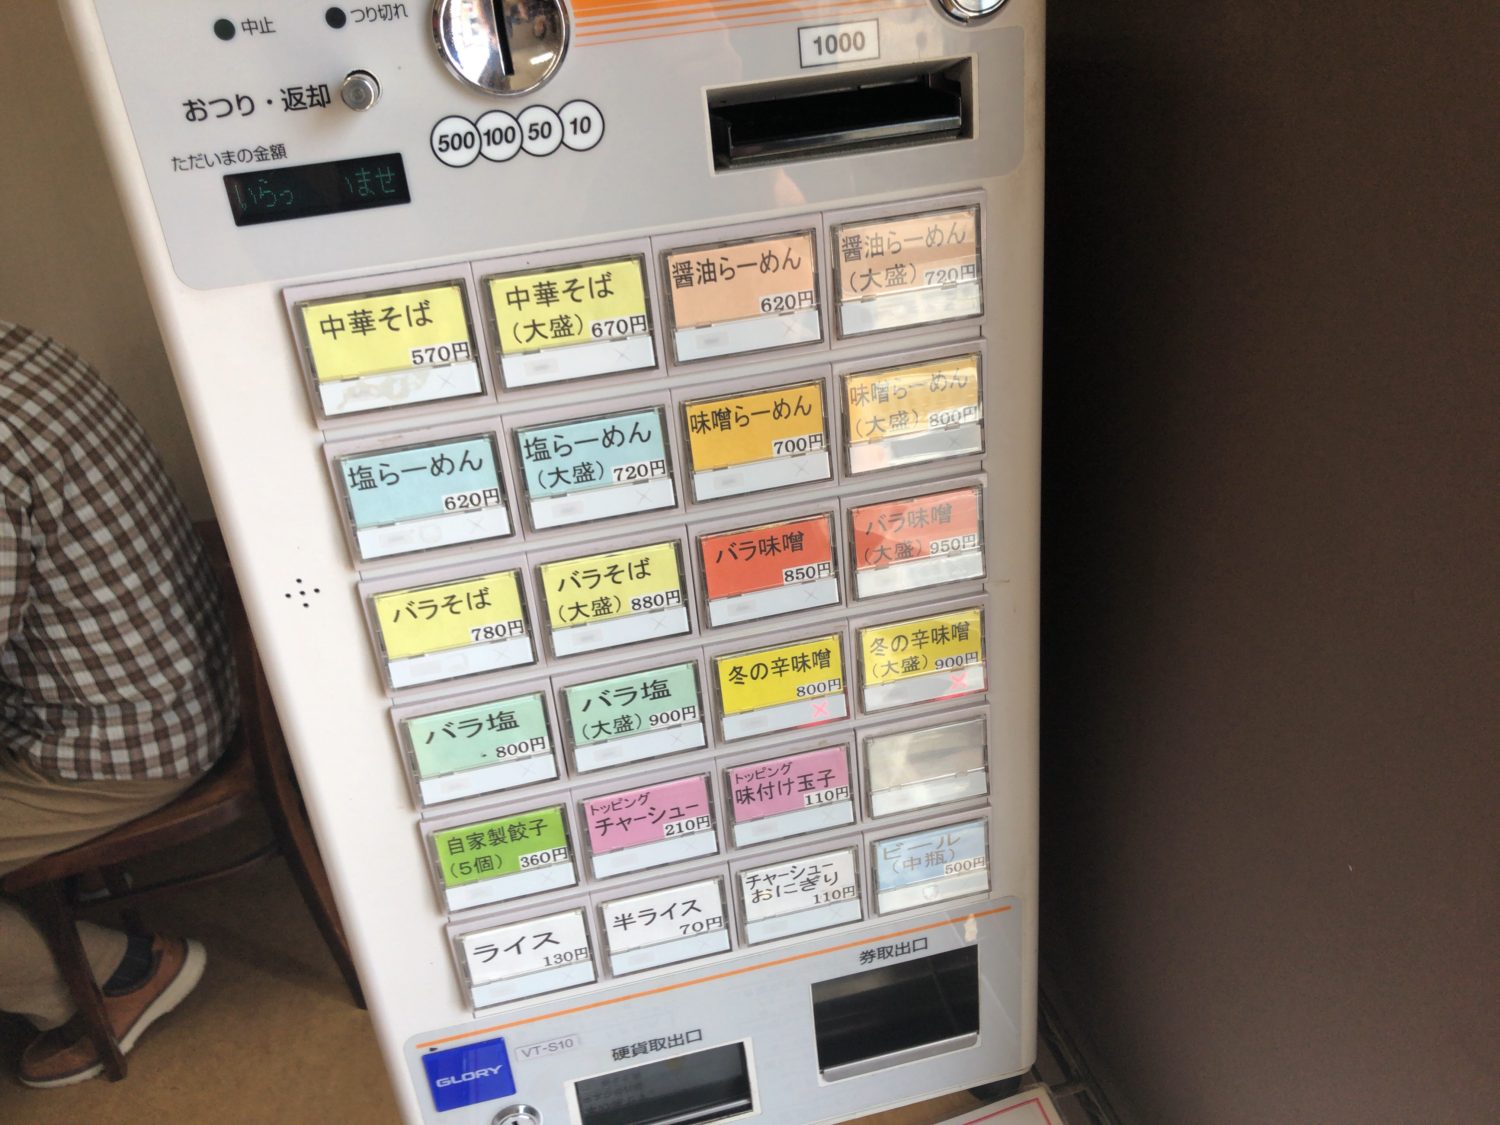 中止
つり切れ
おつり・返却
1000
500 100 50 10
ただいまの金額
いらっ いませ
中華そば
570円
中華そば
(大盛) 670円
醤油らーめん
620円
醤油らーめん
(大盛) 720円
塩らーめん
620円
塩らーめん
(大盛) 720円
味噌らーめん
700円
味噌らーめん
(大盛) 800円
バラそば
780円
バラそば
(大盛) 880円
バラ味噌
850円
バラ味噌
(大盛) 950円
バラ塩
800円
バラ塩
(大盛) 900円
冬の辛味噌
800円
冬の辛味噌
(大盛) 900円
自家製餃子
(5個) 360円
トッピング
チャーシュー
210円
トッピング
味付け玉子
110円
ライス
130円
半ライス
70円
チャーシュー
おにぎり
110円
ビール
(中瓶)
500円
券取出口
硬貨取出口
GLORY
VT-S10